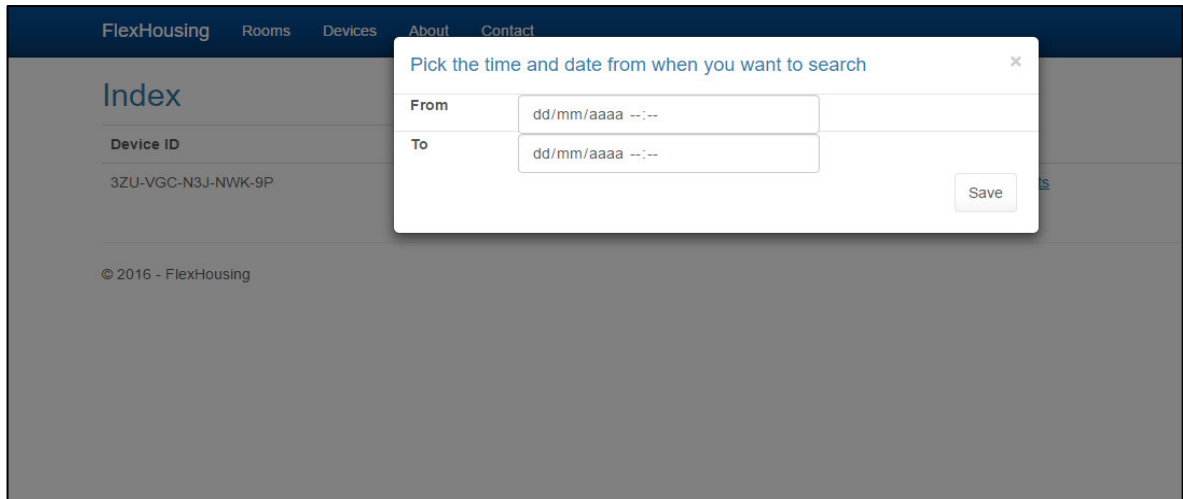 FlexHousing Rooms Devices About Contact
Pick the time and date from when you want to search ×
Index
From dd/mm/aaaa --:--
Device ID
To dd/mm/aaaa --:--
3ZU-VGC-N3J-NWK-9P
Save
© 2016 - FlexHousing